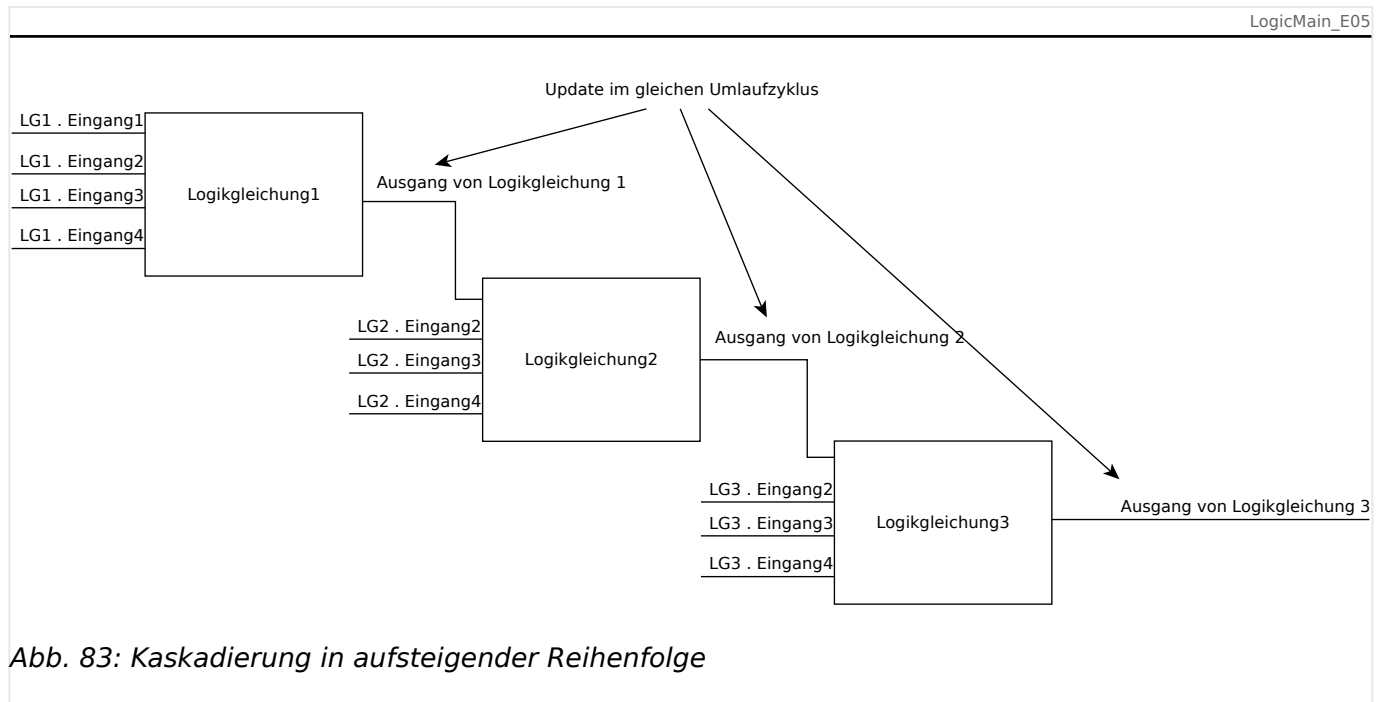 LogicMain_E05
Update im gleichen Umlaufzyklus
LG1 . Eingang1
LG1 . Eingang2
LG1 . Eingang3
LG1 . Eingang4
Logikgleichung1
Ausgang von Logikgleichung 1
LG2 . Eingang2
LG2 . Eingang3
LG2 . Eingang4
Logikgleichung2
Ausgang von Logikgleichung 2
LG3 . Eingang2
LG3 . Eingang3
LG3 . Eingang4
Logikgleichung3
Ausgang von Logikgleichung 3
Abb. 83: Kaskadierung in aufsteigender Reihenfolge